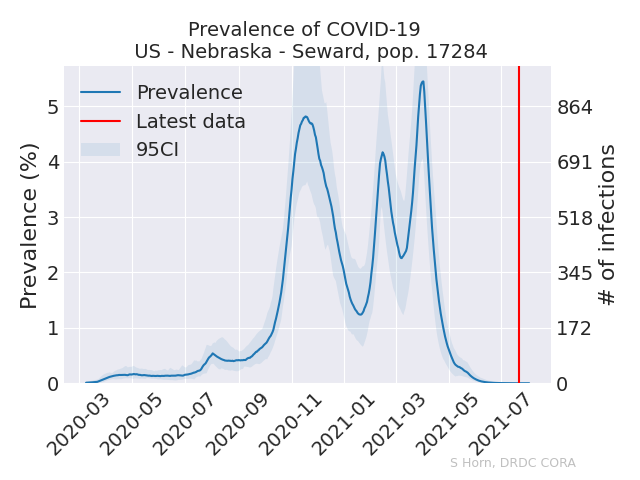 Prevalence of COVID-19
US - Nebraska - Seward, pop. 17284
Prevalence
Latest data
95CI
Prevalence (%)
5
4
3
2
1
0
864
691
518
345
172
0
# of infections
2020-03
2020-05
2020-07
2020-09
2020-11
2021-01
2021-03
2021-05
2021-07
S Horn, DRDC CORA